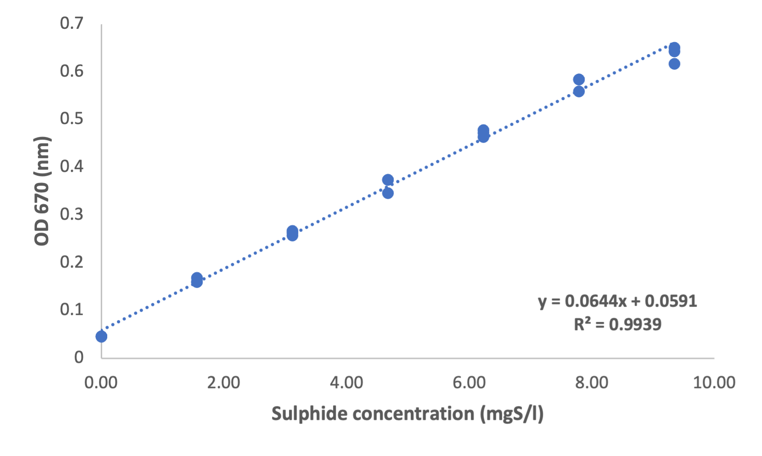 0.7
0.6
0.5
0.4
0.3
0.2
0.1
0
OD 670 (nm)
y = 0.0644x + 0.0591
R² = 0.9939
0.00 2.00 4.00 6.00 8.00 10.00
Sulphide concentration (mgS/l)